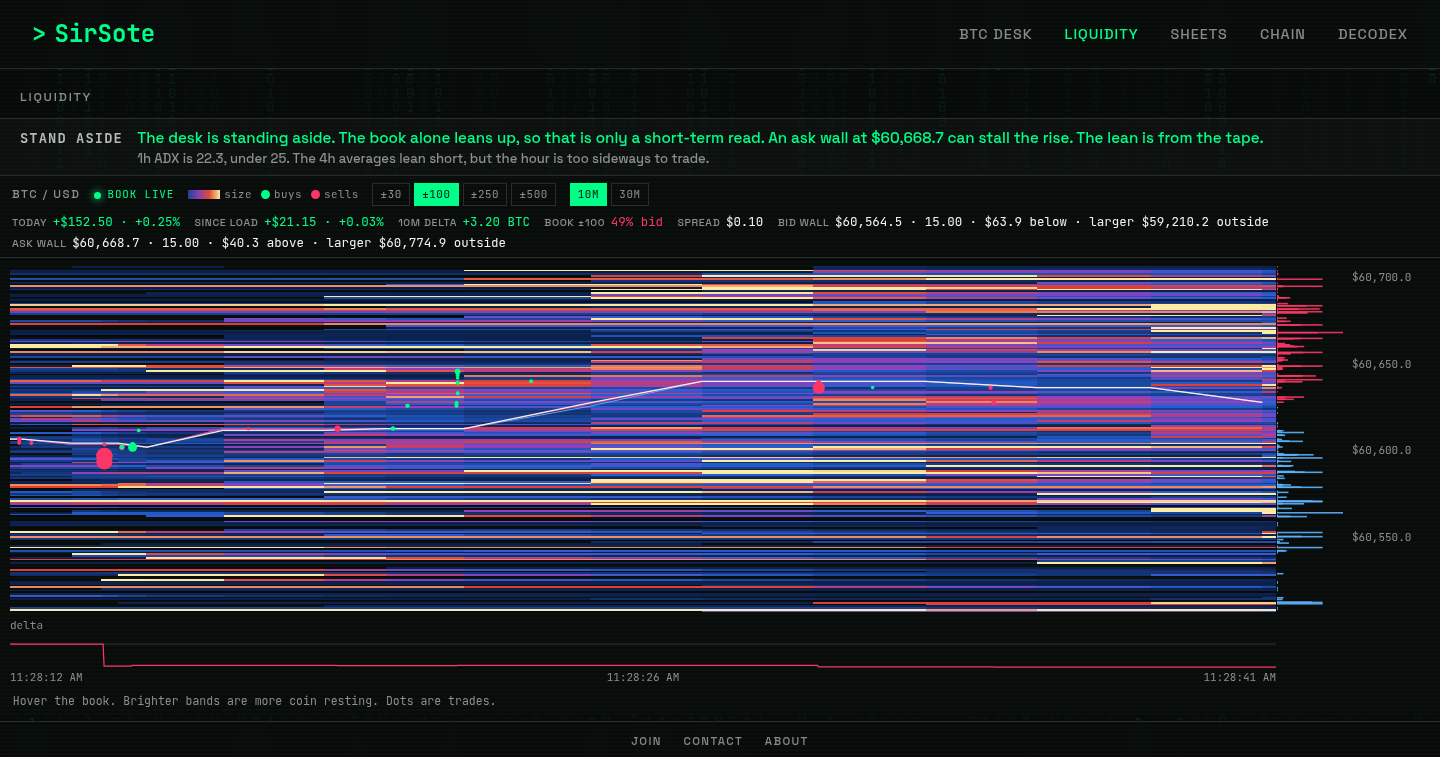 > SirSote
BTC DESK LIQUIDITY SHEETS CHAIN DECODEX
LIQUIDITY
STAND ASIDE The desk is standing aside. The book alone leans up, so that is only a short-term read. An ask wall at $60,668.7 can stall the rise. The lean is from the tape.
1h ADX is 22.3, under 25. The 4h averages lean short, but the hour is too sideways to trade.
BTC / USD BOOK LIVE size buys sells ±30 ±100 ±250 ±500 10M 30M
TODAY +$152.50 · +0.25% SINCE LOAD +$21.15 · +0.03% 10M DELTA +3.20 BTC BOOK ±100 49% bid SPREAD $0.10 BID WALL $60,564.5 · 15.00 · $63.9 below · larger $59,210.2 outside
ASK WALL $60,668.7 · 15.00 · $40.3 above · larger $60,774.9 outside
$60,700.0
$60,650.0
$60,600.0
$60,550.0
delta
11:28:12 AM 11:28:26 AM 11:28:41 AM
Hover the book. Brighter bands are more coin resting. Dots are trades.
JOIN CONTACT ABOUT